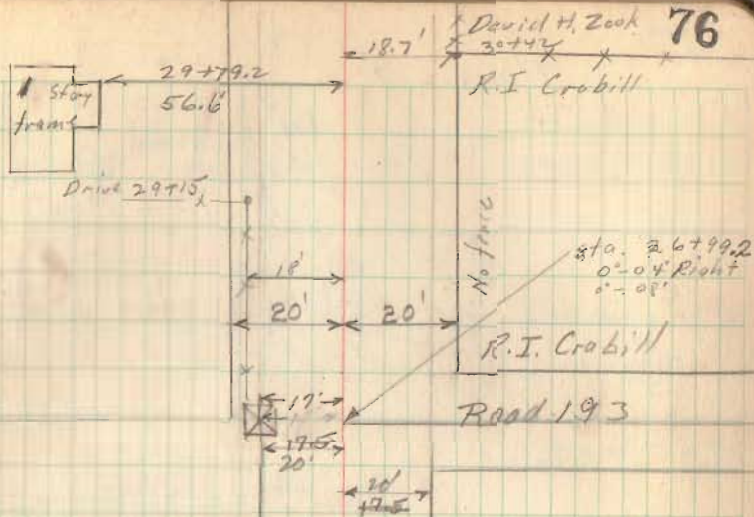 76
David H. Zook
30+42
18.7'
R.I Crabill
29+79.2
56.6'
1 Story
frame
Drive 29+15
No fence
sta. 26+99.2
0°-04' Right
0°-08'
18'
20'
20'
R.I. Crabill
17'
Road 193
17.5
20'
20'
17.5